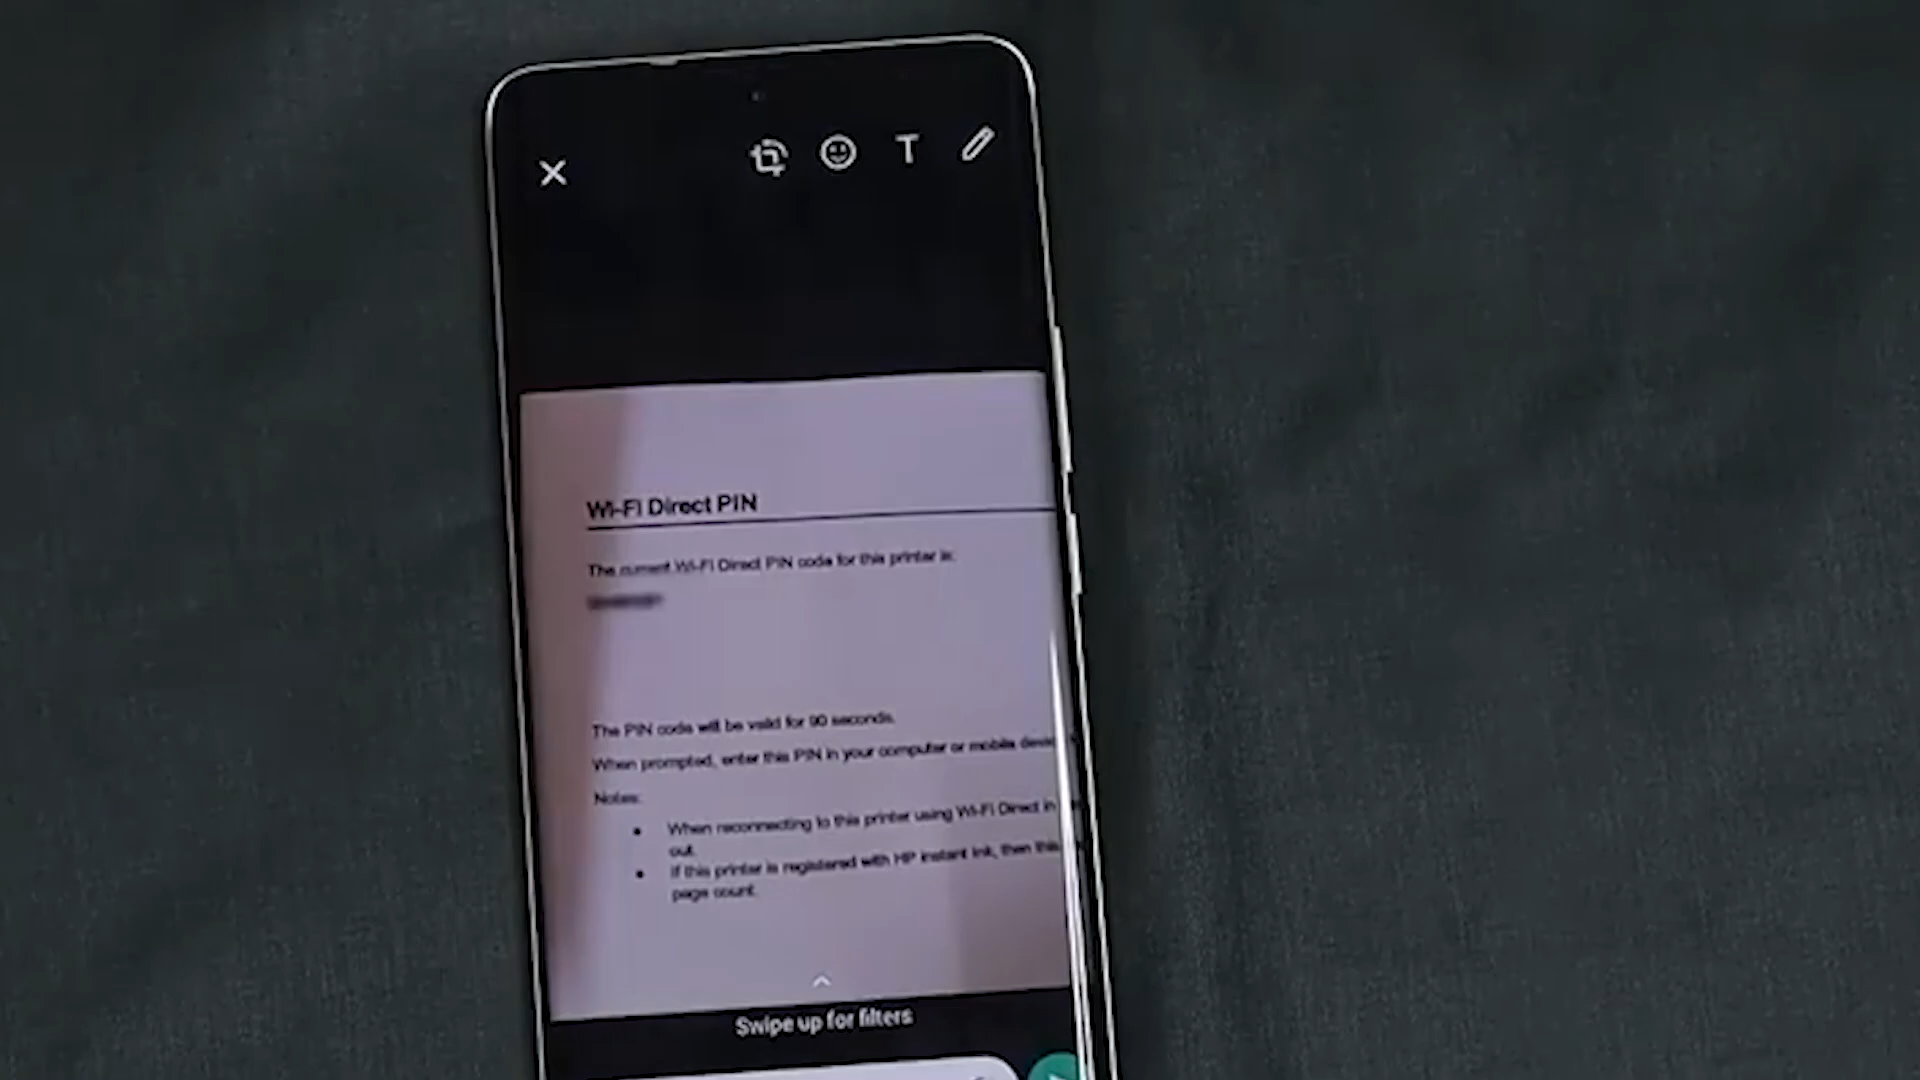 T
Wi-Fi Direct PIN
The current Wi-Fi Direct PIN code for this printer is:
The PIN code will be valid for 90 seconds.
When prompted, enter this PIN in your computer or mobile
Notes:
When reconnecting to this printer using Wi-Fi Direct in
out.
If this printer is registered with HP instant ink, then this
page count.
Swipe up for filters